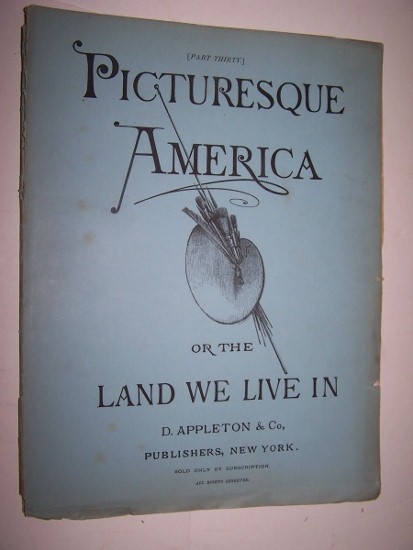 [PART THIRTY]
PICTURESQUE
AMERICA
OR THE
LAND WE LIVE IN
D. APPLETON & Co,
PUBLISHERS, NEW YORK.
SOLD ONLY BY SUBSCRIPTION.
ALL RIGHTS RESERVED.